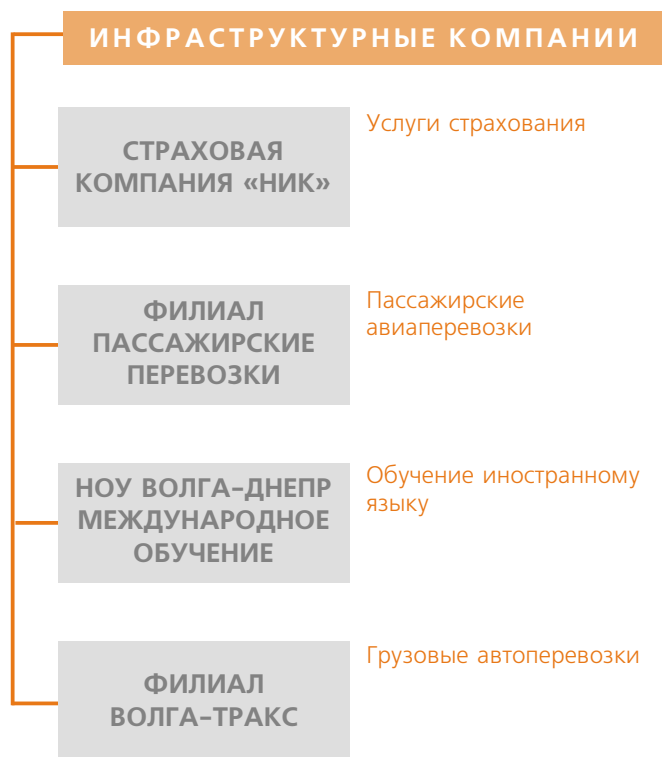 ИНФРАСТРУКТУРНЫЕ КОМПАНИИ
СТРАХОВАЯ
КОМПАНИЯ «НИК»
Услуги страхования
ФИЛИАЛ
ПАССАЖИРСКИЕ
ПЕРЕВОЗКИ
Пассажирские
авиаперевозки
НОУ ВОЛГА-ДНЕПР
МЕЖДУНАРОДНОЕ
ОБУЧЕНИЕ
Обучение иностранному
языку
ФИЛИАЛ
ВОЛГА-ТРАКС
Грузовые автоперевозки